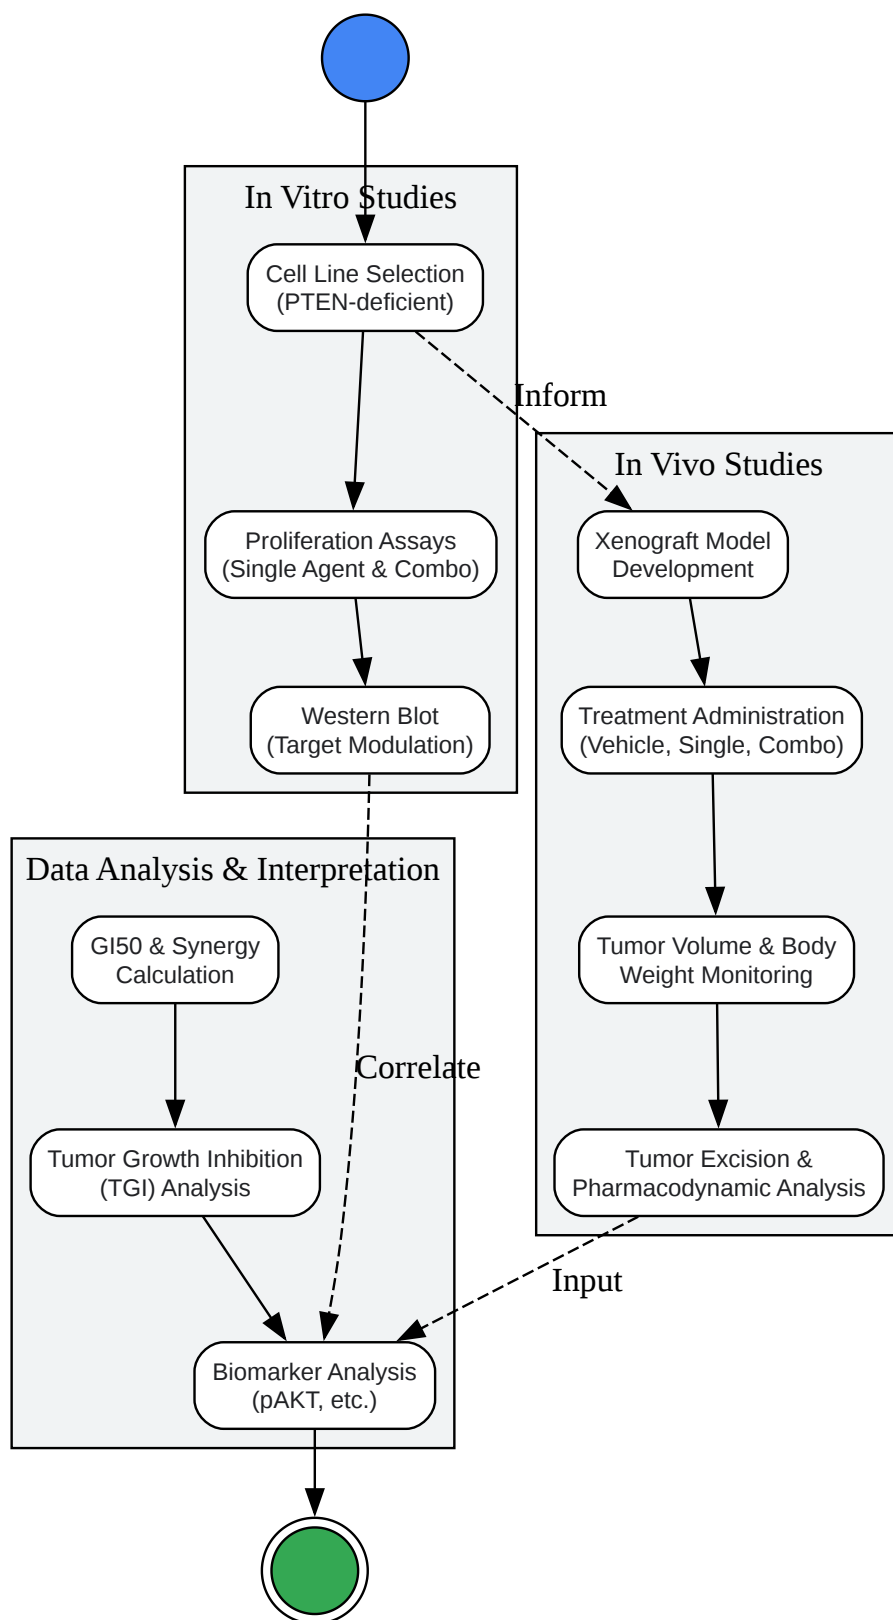 In Vitro Studies
Cell Line Selection
(PTEN-deficient)
Inform
In Vivo Studies
Proliferation Assays
(Single Agent & Combo)
Xenograft Model
Development
Western Blot
(Target Modulation)
Treatment Administration
(Vehicle, Single, Combo)
Data Analysis & Interpretation
GI50 & Synergy
Calculation
Tumor Volume & Body
Weight Monitoring
Correlate
Tumor Growth Inhibition
(TGI) Analysis
Tumor Excision &
Pharmacodynamic Analysis
Input
Biomarker Analysis
(pAKT, etc.)